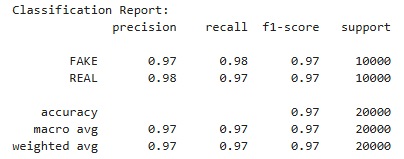 Classification Report:
precision recall f1-score support
FAKE 0.97 0.98 0.97 10000
REAL 0.98 0.97 0.97 10000
accuracy 0.97 20000
macro avg 0.97 0.97 0.97 20000
weighted avg 0.97 0.97 0.97 20000